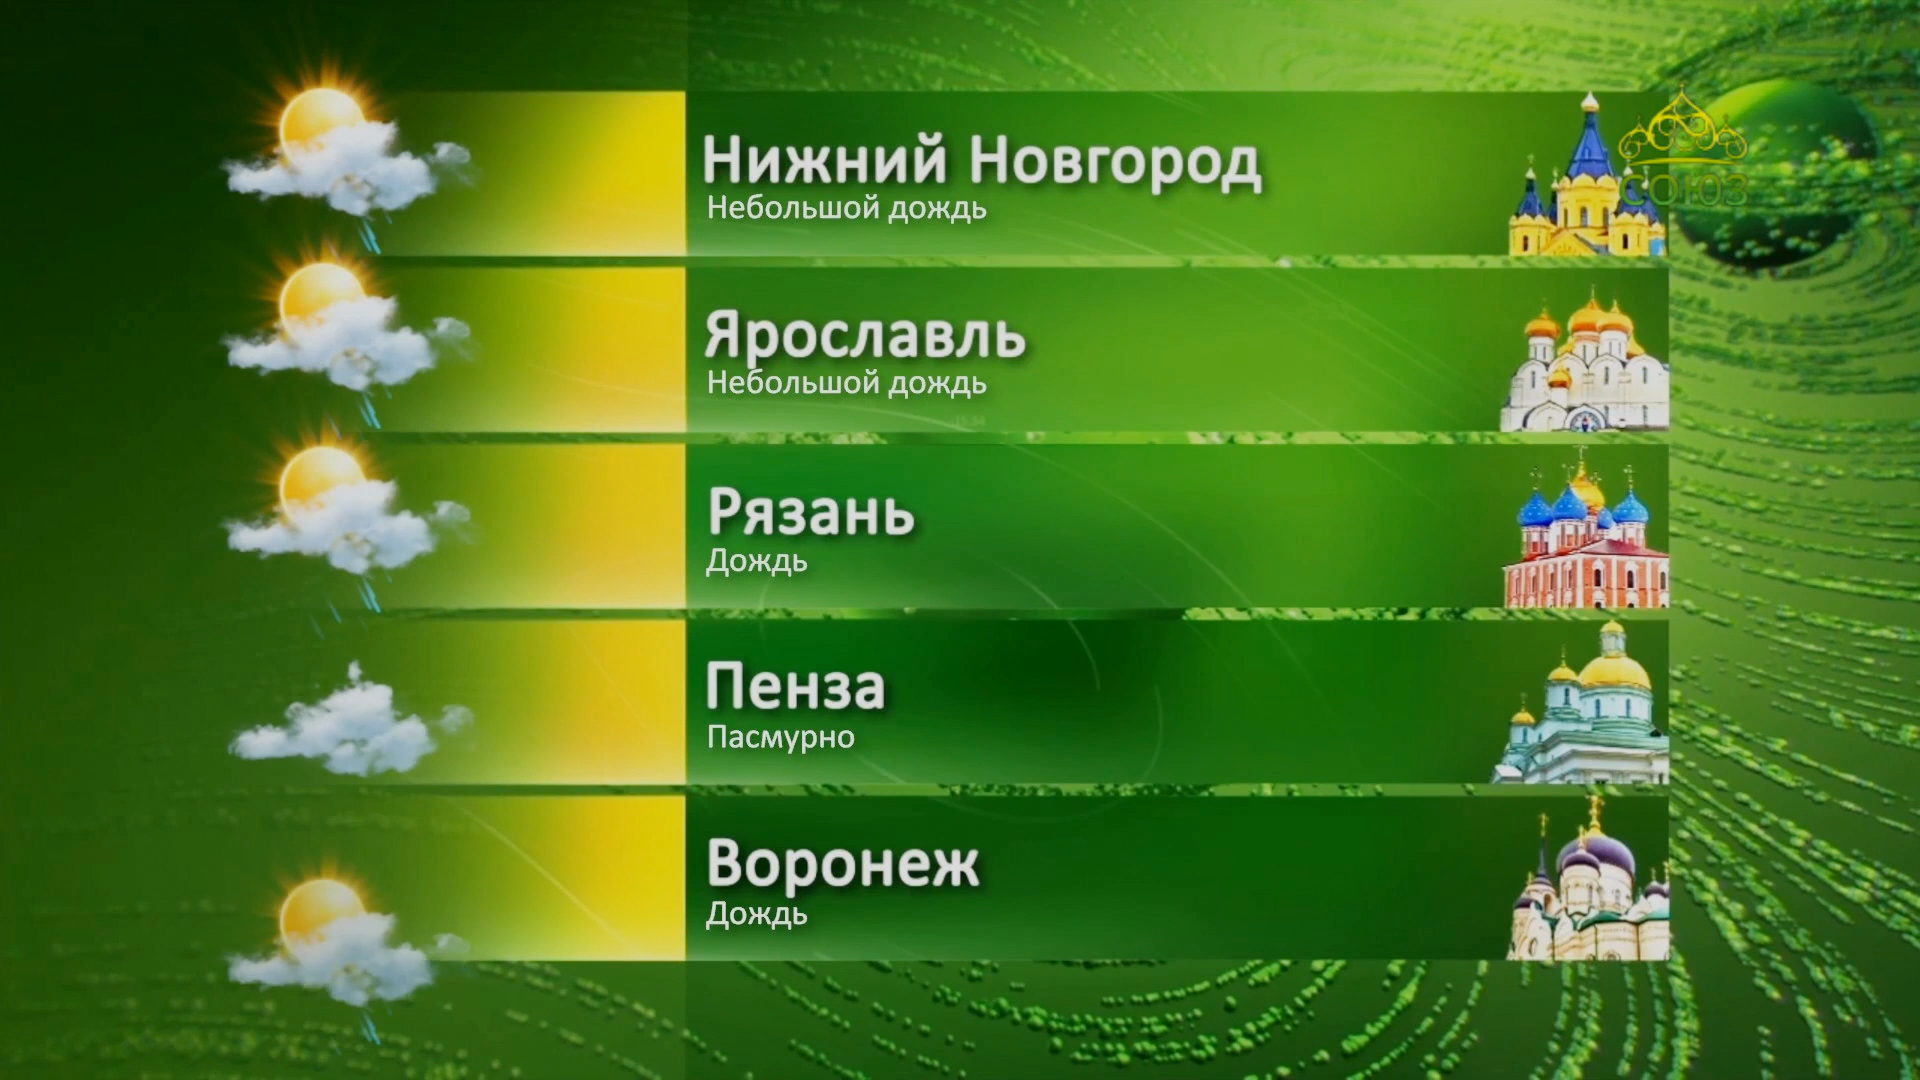 Нижний Новгород
Небольшой дождь
СОЮЗ
Ярославль
Небольшой дождь
Рязань
Дождь
Пенза
Пасмурно
Воронеж
Дождь